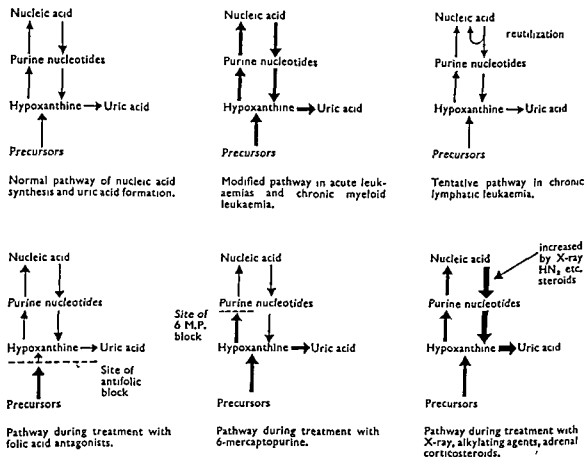 Nucleic acid
Purine nucleotides
Hypoxanthine
Uric acid
Precursors
Normal pathway of nucleic acid
synthesis and uric acid formation.
Nucleic acid
Purine nucleotides
Hypoxanthine
Uric acid
Precursors
Modified pathway in acute leuk-
aemias and chronic myeloid
leukaemia.
Nucleic acid
reutilization
Purine nucleotides
Hypoxanthine
Uric acid
Precursors
Tentative pathway in chronic
lymphatic leukaemia.
Nucleic acid
Purine nucleotides
Hypoxanthine
Uric acid
Site of
antifolic
block
Precursors
Pathway during treatment with
folic acid antagonists.
Nucleic acid
Site of
6 M.P.
block
Purine nucleotides
Hypoxanthine
Uric acid
Precursors
Pathway during treatment with
6-mercaptopurine.
increased
by X-ray
HN₂ etc.
steroids
Nucleic acid
Purine nucleotides
Hypoxanthine
Uric acid
Precursors
Pathway during treatment with
X-ray, alkylating agents, adrenal
corticosteroids.